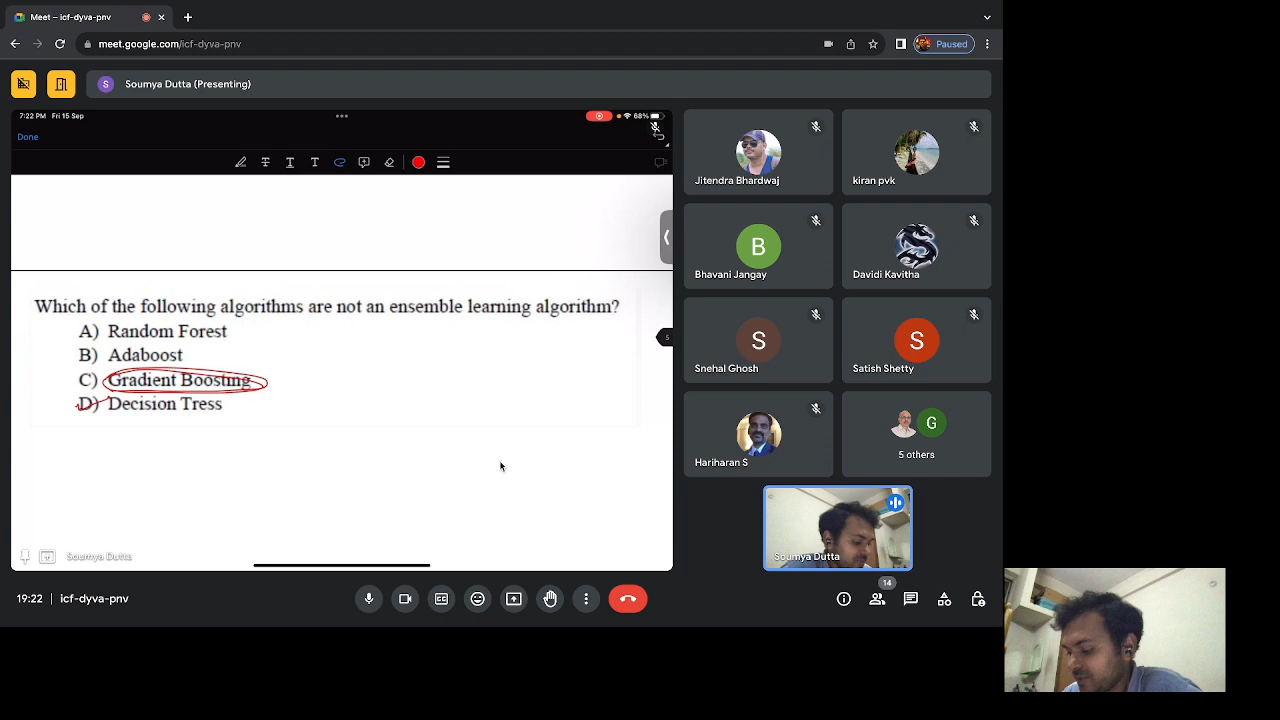 Meet – icf-dyva-pnv
meet.google.com/icf-dyva-pnv
Paused
S
Soumya Dutta (Presenting)
7:22 PM Fri 15 Sep
68%
Done
T T T
5
Which of the following algorithms are not an ensemble learning algorithm?
A) Random Forest
B) Adaboost
C) Gradient Boosting
D) Decision Tress
Soumya Dutta
Jitendra Bhardwaj
kiran pvk
B
Bhavani Jangay
Davidi Kavitha
S
Snehal Ghosh
S
Satish Shetty
Hariharan S
G
5 others
Soumya Dutta
14
19:22 | icf-dyva-pnv